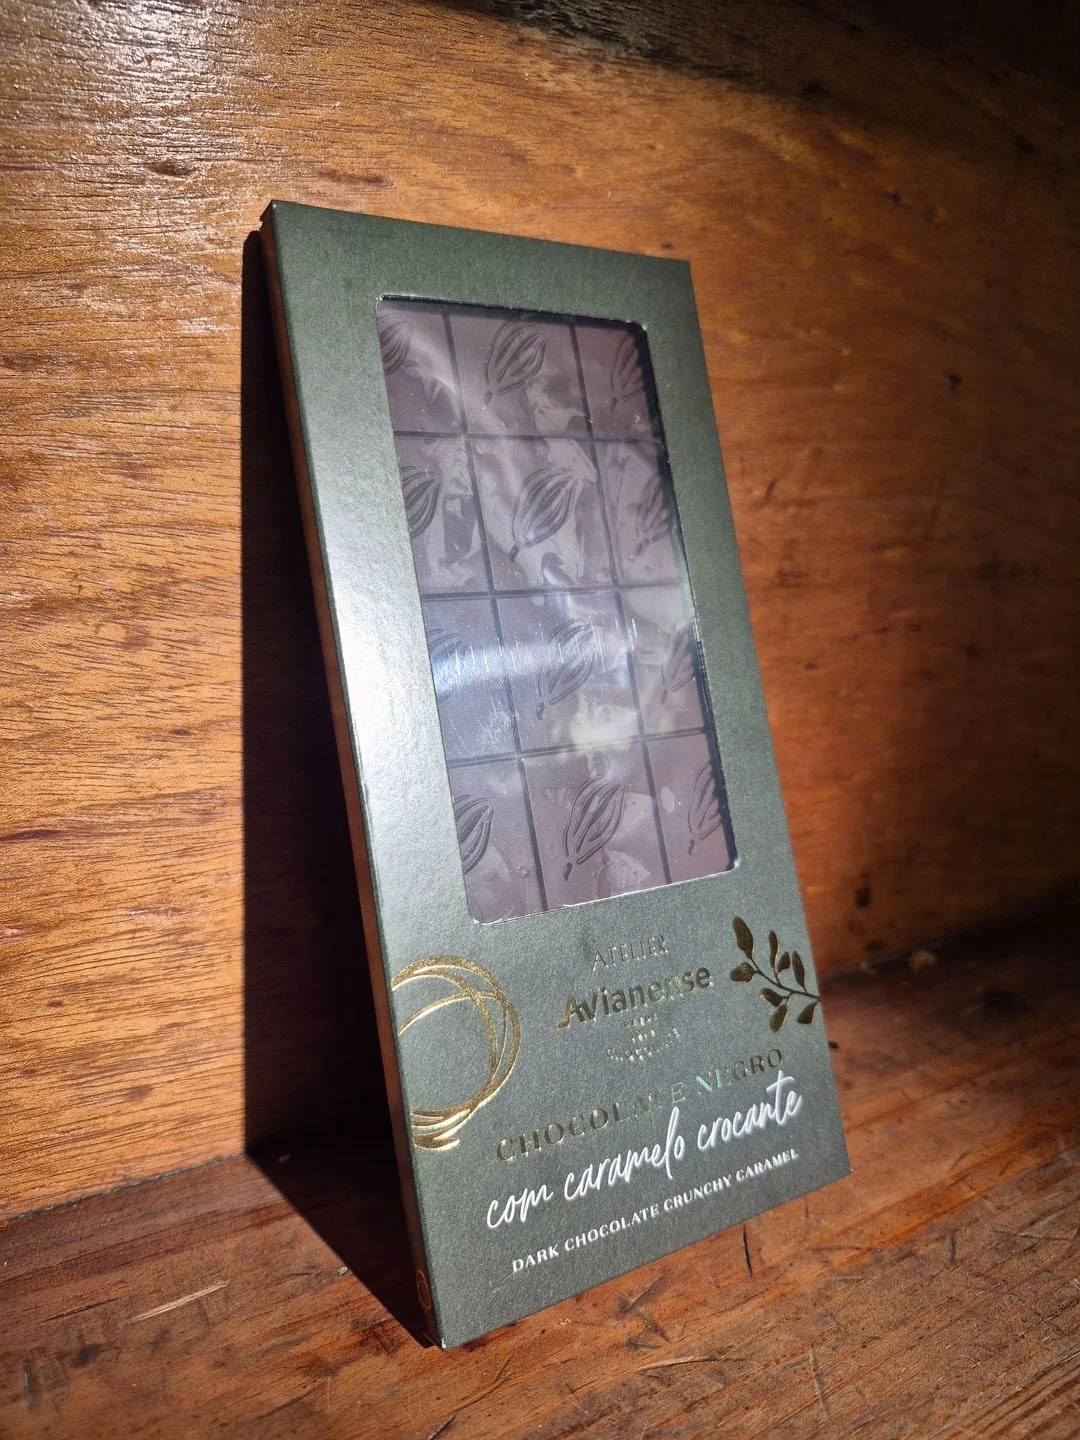 ATELIER
AVianense
CHOCOLATE NEGRO
com caramelo crocante
DARK CHOCOLATE CRUNCHY CARAMEL